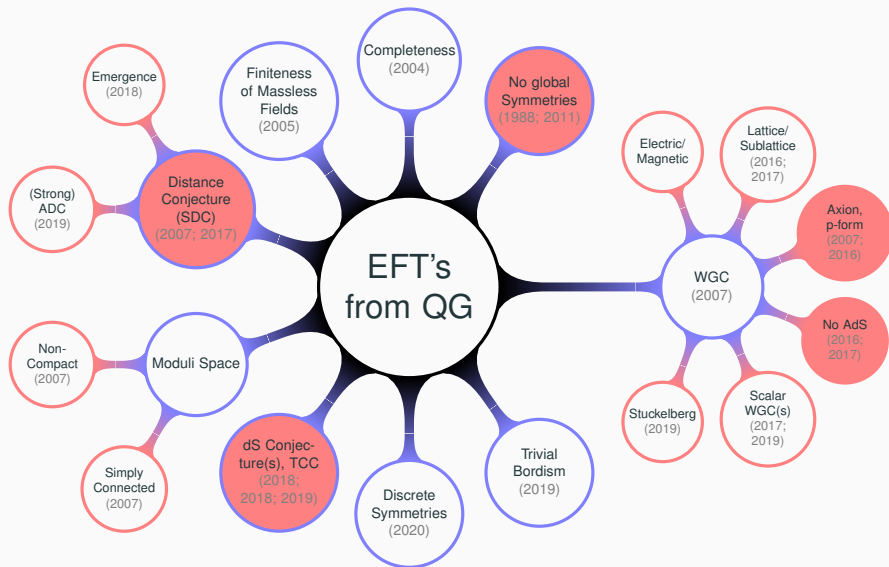 Completeness
(2004)
Finiteness
of Massless
Fields
(2005)
No global
Symmetries
(1988; 2011)
Emergence
(2018)
(Strong)
ADC
(2019)
Distance
Conjecture
(SDC)
(2007; 2017)
EFT's
from QG
Electric/
Magnetic
Lattice/
Sublattice
(2016;
2017)
Axion,
p-form
(2007;
2016)
WGC
(2007)
No AdS
(2016;
2017)
Stuckelberg
(2019)
Scalar
WGC(s)
(2017;
2019)
Non-
Compact
(2007)
Moduli Space
Simply
Connected
(2007)
dS Conjec-
ture(s), TCC
(2018;
2018; 2019)
Discrete
Symmetries
(2020)
Trivial
Bordism
(2019)